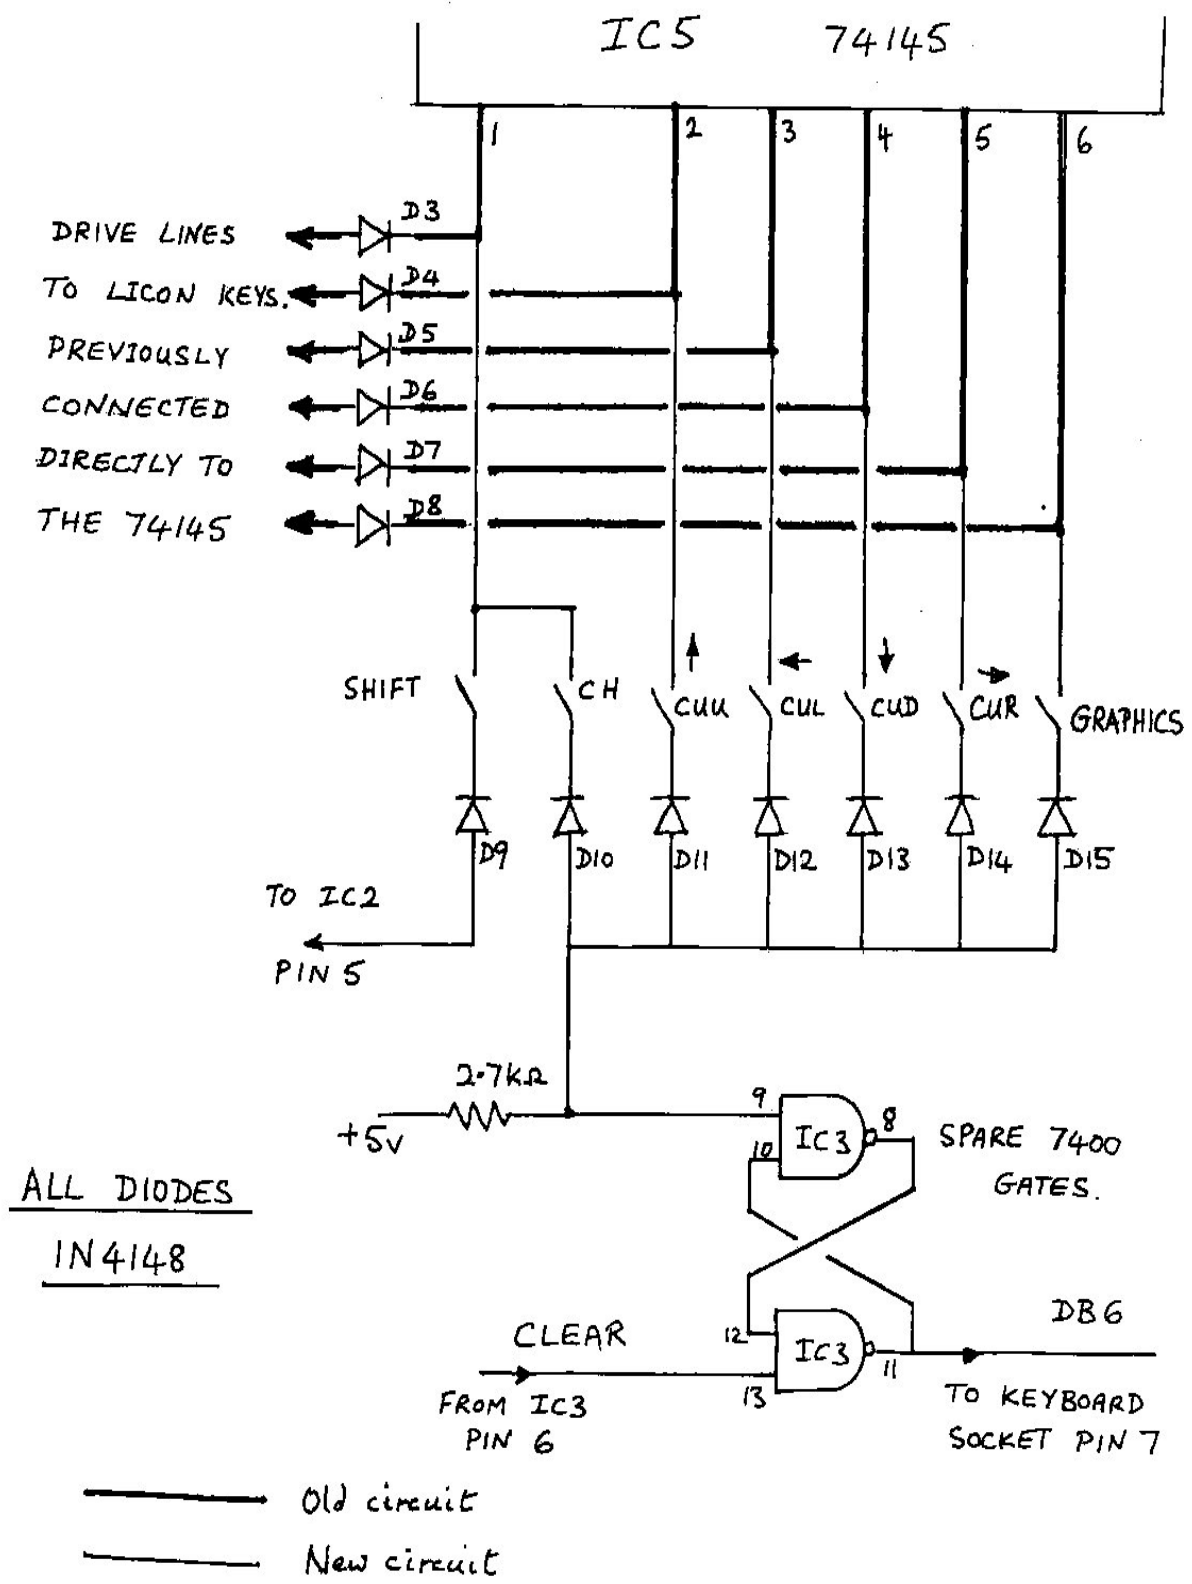 IC5 74145
1 2 3 4 5 6
D3
DRIVE LINES
D4
TO LICON KEYS.
D5
PREVIOUSLY
D6
CONNECTED
D7
DIRECTLY TO
D8
THE 74145
SHIFT CH CUU CUL CUD CUR GRAPHICS
D9 D10 D11 D12 D13 D14 D15
TO IC2
PIN 5
2.7kΩ
+5v
9 IC3 8
10
SPARE 7400
GATES.
ALL DIODES
IN4148
DB6
CLEAR
12 IC3 11
13
FROM IC3
PIN 6
TO KEYBOARD
SOCKET PIN 7
Old circuit
New circuit